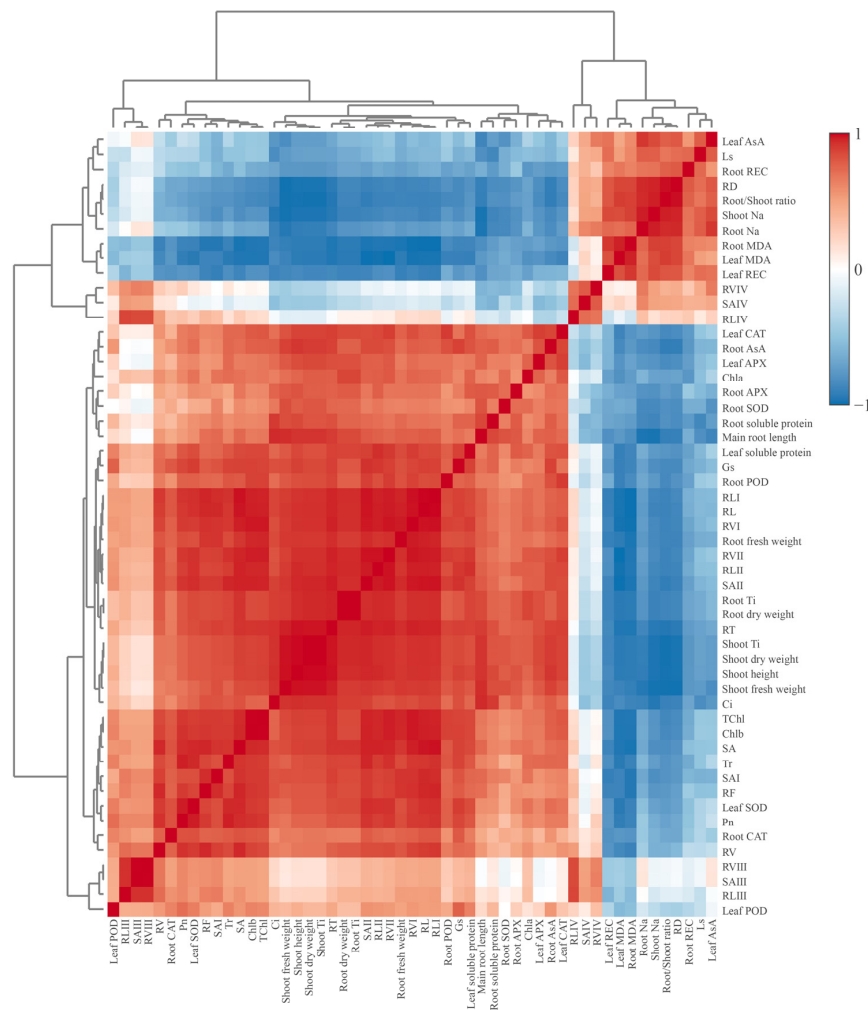 Leaf AsA
Ls
Root REC
RD
Root/Shoot ratio
Shoot Na
Root Na
Root MDA
Leaf MDA
Leaf REC
RVIV
SAIV
RLIV
Leaf CAT
Root AsA
Leaf APX
Chla
Root APX
Root SOD
Root soluble protein
Main root length
Leaf soluble protein
Gs
Root POD
RLI
RL
RVI
Root fresh weight
RVII
RLII
SAII
Root Ti
Root dry weight
RT
Shoot Ti
Shoot dry weight
Shoot height
Shoot fresh weight
Ci
TChl
Chlb
SA
Tr
SAI
RF
Leaf SOD
Pn
Root CAT
RV
RVIII
SAIII
RLIII
Leaf POD
1
0
−1
Leaf POD
RLIII
SAIII
RVIII
RV
Root CAT
Pn
Leaf SOD
RF
SAI
Tr
SA
Chlb
TChl
Ci
Shoot fresh weight
Shoot height
Shoot dry weight
Shoot Ti
RT
Root dry weight
Root Ti
SAII
RLII
RVII
Root fresh weight
RVI
RL
RLI
Root POD
Gs
Leaf soluble protein
Main root length
Root soluble protein
Root SOD
Root APX
Chla
Leaf APX
Root AsA
Leaf CAT
RLIV
SAIV
RVIV
Leaf REC
Leaf MDA
Root MDA
Root Na
Shoot Na
Root/Shoot ratio
RD
Root REC
Ls
Leaf AsA